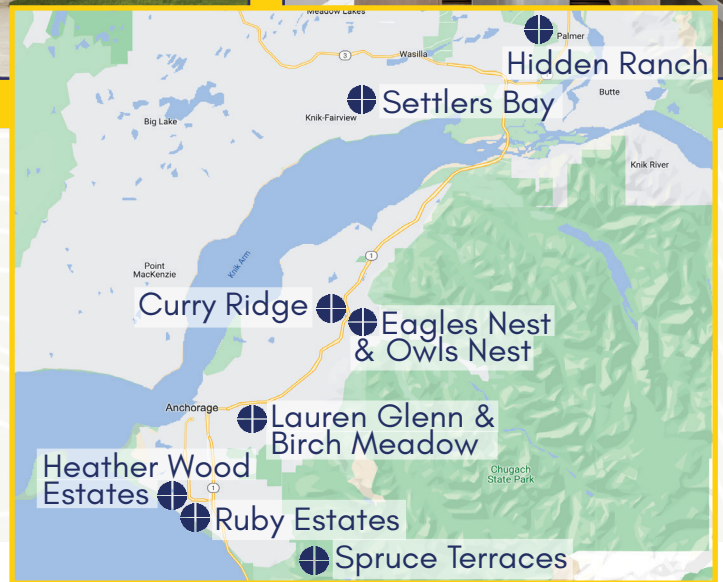 Meadow Lakes
3
Wasilla
Palmer
Hidden Ranch
Settlers Bay
Butte
Big Lake
Knik-Fairview
Knik River
Point
MacKenzie
Knik Arm
1
Curry Ridge
Eagles Nest
& Owls Nest
Anchorage
Lauren Glenn &
Birch Meadow
Heather Wood
Estates
1
Chugach
State Park
Ruby Estates
Spruce Terraces